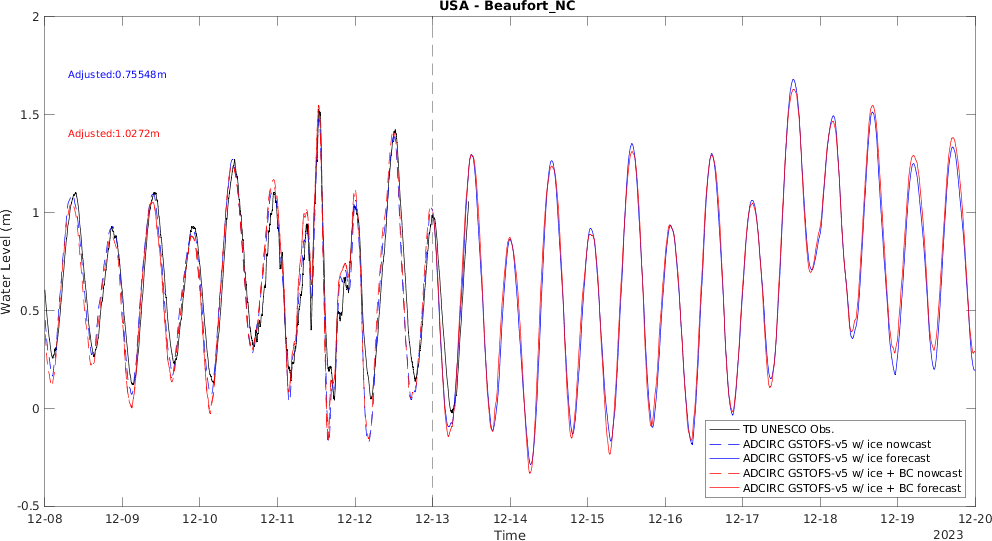 USA - Beaufort_NC
2
1.5
1
0.5
0
-0.5
Water Level (m)
Adjusted:0.75548m
Adjusted:1.0272m
TD UNESCO Obs.
ADCIRC GSTOFS-v5 w/ ice nowcast
ADCIRC GSTOFS-v5 w/ ice forecast
ADCIRC GSTOFS-v5 w/ ice + BC nowcast
ADCIRC GSTOFS-v5 w/ ice + BC forecast
12-08 12-09 12-10 12-11 12-12 12-13 12-14 12-15 12-16 12-17 12-18 12-19 12-20
Time
2023